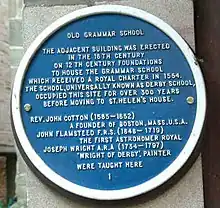 OLD GRAMMAR SCHOOL
THE ADJACENT BUILDING WAS ERECTED
IN THE 16TH CENTURY
ON 12TH CENTURY FOUNDATIONS
TO HOUSE THE GRAMMAR SCHOOL
WHICH RECEIVED A ROYAL CHARTER IN 1554.
THE SCHOOL, UNIVERSALLY KNOWN AS DERBY SCHOOL,
OCCUPIED THIS SITE FOR OVER 300 YEARS
BEFORE MOVING TO ST. HELEN'S HOUSE.
REV. JOHN COTTON (1585-1652)
A FOUNDER OF BOSTON, MASS. U.S.A.
JOHN FLAMSTEED F.R.S. (1646-1719)
THE FIRST ASTRONOMER ROYAL
JOSEPH WRIGHT A.R.A (1734-1797)
"WRIGHT OF DERBY", PAINTER
WERE TAUGHT HERE
1